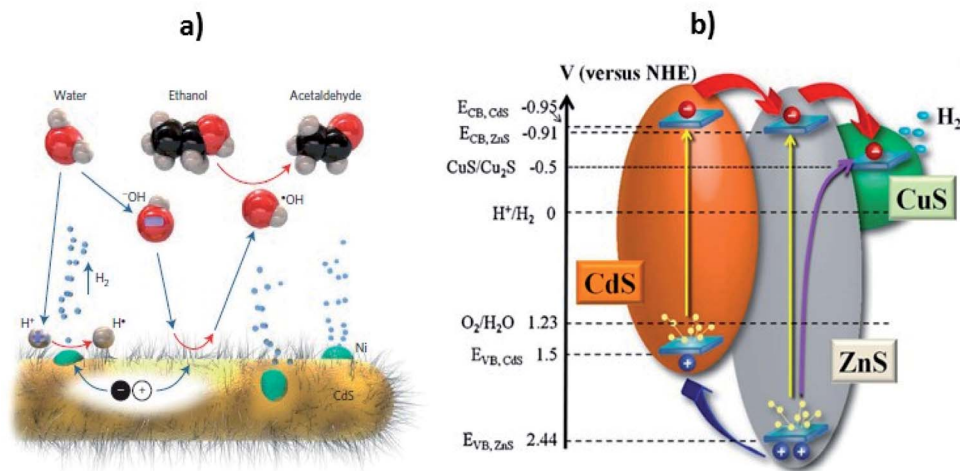 a)
Water
Ethanol
Acetaldehyde
⁻OH
•OH
H₂
H⁺
H•
Ni
CdS
b)
V (versus NHE)
E_CB, CdS -0.95
E_CB, ZnS -0.91
CuS/Cu₂S -0.5
H⁺/H₂ 0
O₂/H₂O 1.23
E_VB, CdS 1.5
E_VB, ZnS 2.44
H₂
CuS
CdS
ZnS